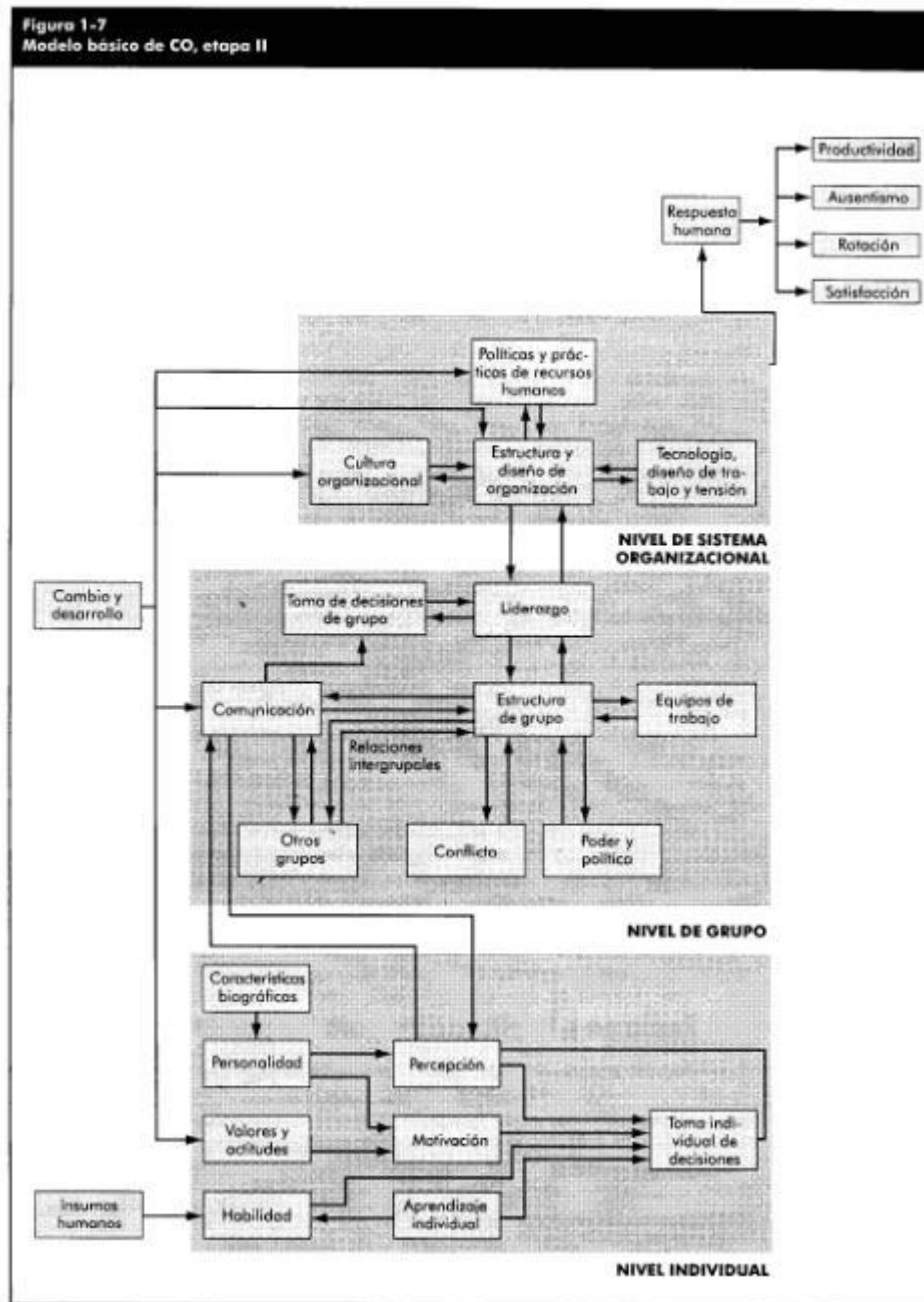 Figura 1-7
Modelo básico de CO, etapa II
Productividad
Ausentismo
Rotación
Satisfacción
Respuesta
humana
Políticas y prác-
ticas de recursos
humanos
Cultura
organizacional
Estructura y
diseño de
organización
Tecnología,
diseño de tra-
bajo y tensión
NIVEL DE SISTEMA
ORGANIZACIONAL
Cambio y
desarrollo
Toma de decisiones
de grupo
Liderazgo
Comunicación
Estructura
de grupo
Equipos de
trabajo
Relaciones
intergrupales
Otros
grupos
Conflicto
Poder y
política
NIVEL DE GRUPO
Características
biográficas
Personalidad
Percepción
Valores y
actitudes
Motivación
Toma indi-
vidual de
decisiones
Insumos
humanos
Habilidad
Aprendizaje
individual
NIVEL INDIVIDUAL